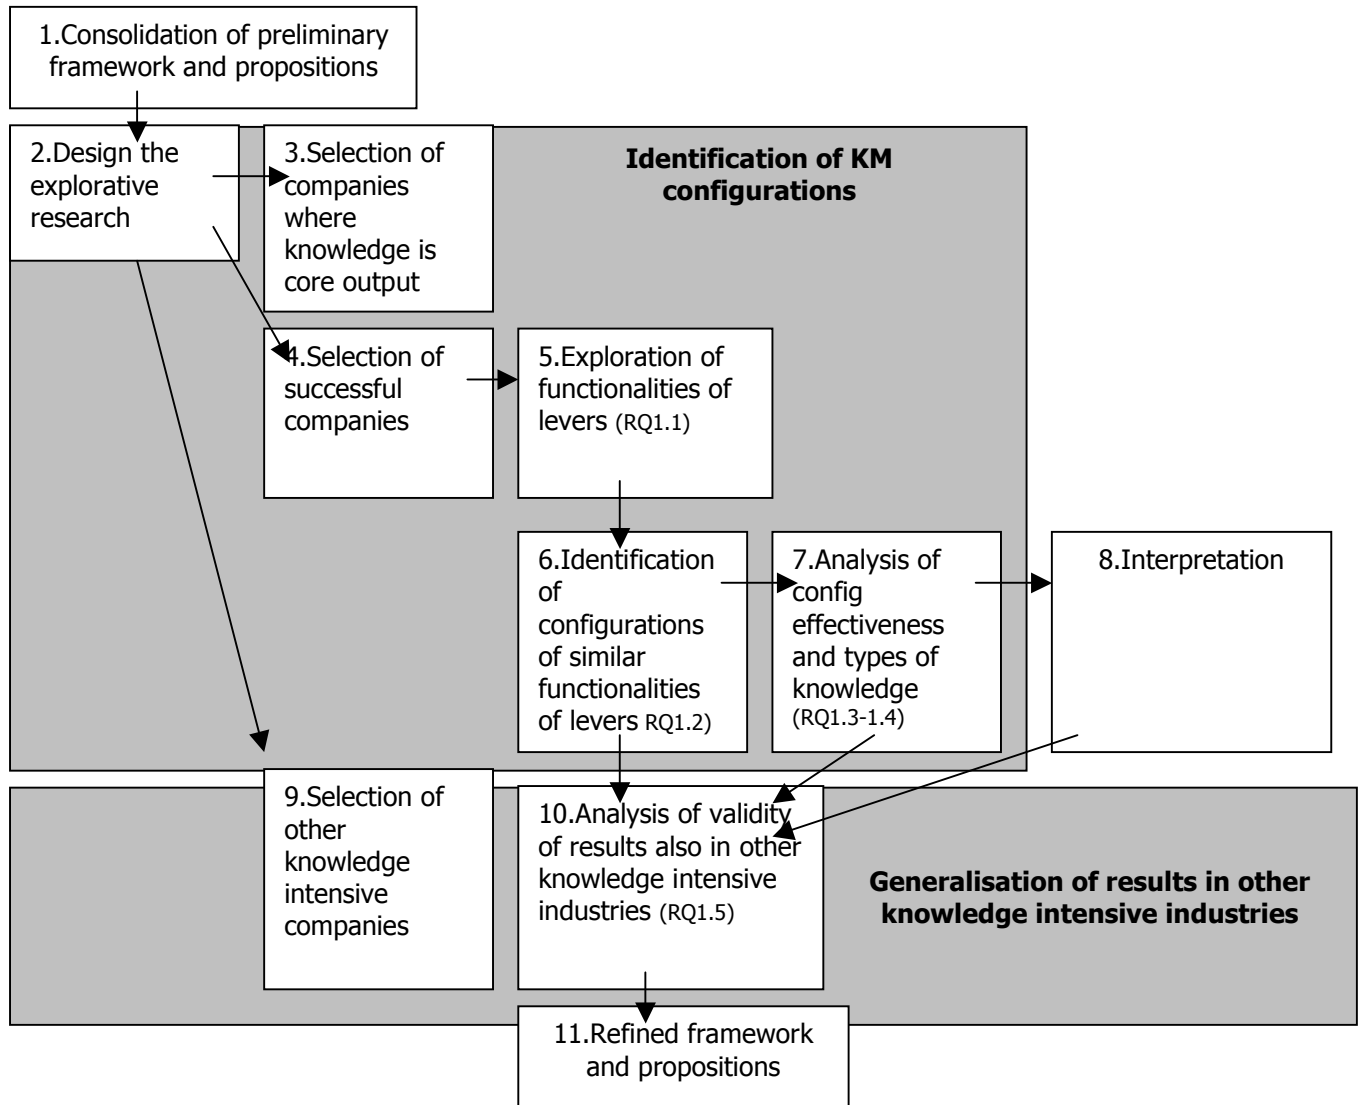 1.Consolidation of preliminary
framework and propositions
2.Design the
explorative
research
3.Selection of
companies
where
knowledge is
core output
Identification of KM
configurations
4.Selection of
successful
companies
5.Exploration of
functionalities of
levers (RQ1.1)
6.Identification
of
configurations
of similar
functionalities
of levers RQ1.2)
7.Analysis of
config
effectiveness
and types of
knowledge
(RQ1.3-1.4)
8.Interpretation
9.Selection of
other
knowledge
intensive
companies
10.Analysis of validity
of results also in other
knowledge intensive
industries (RQ1.5)
Generalisation of results in other
knowledge intensive industries
11.Refined framework
and propositions